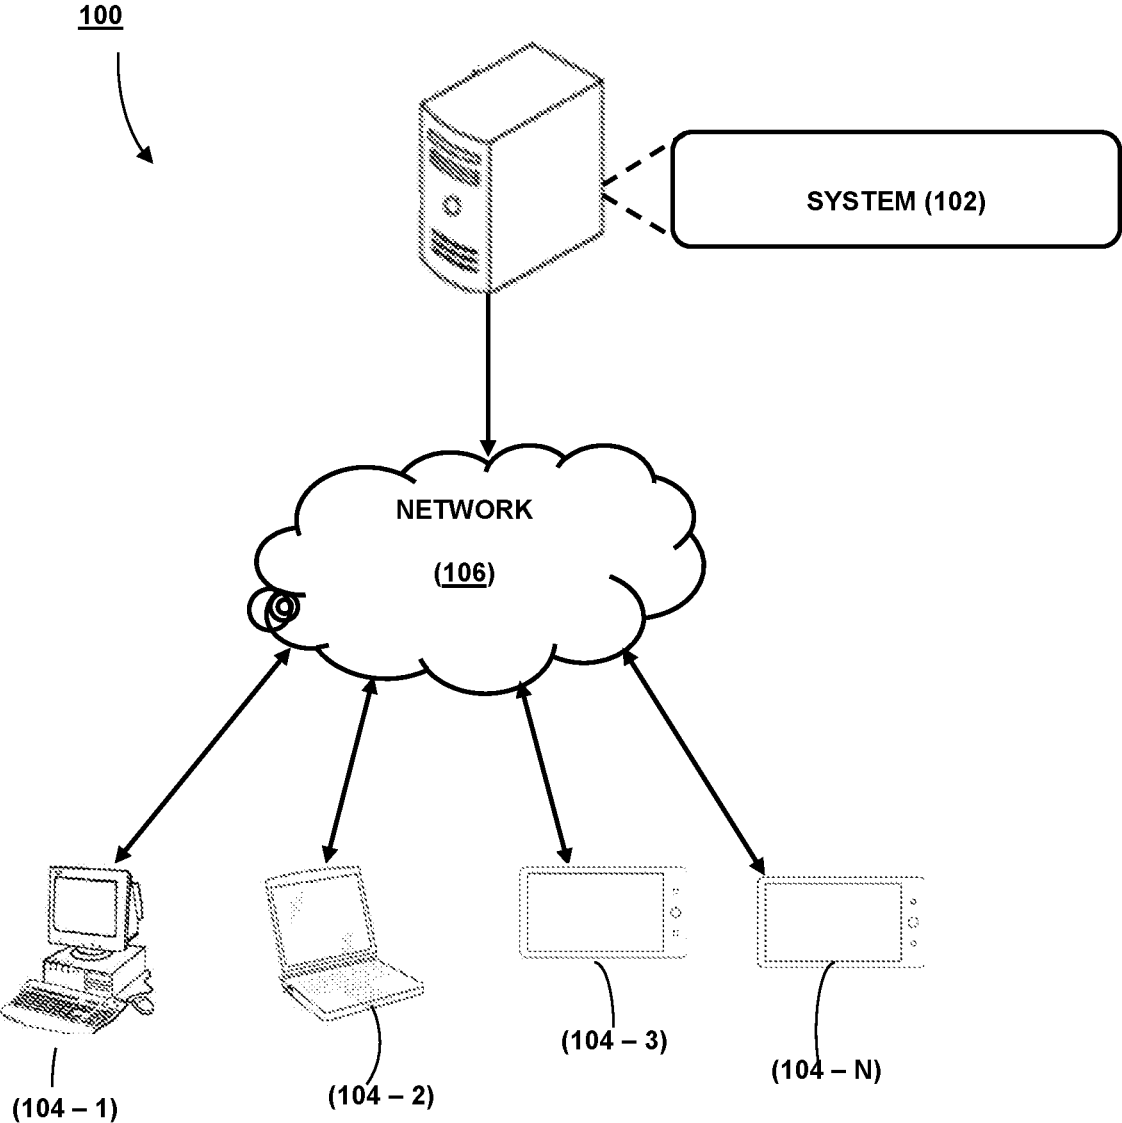 100
SYSTEM (102)
NETWORK
(106)
(104 – 1)
(104 – 2)
(104 – 3)
(104 – N)